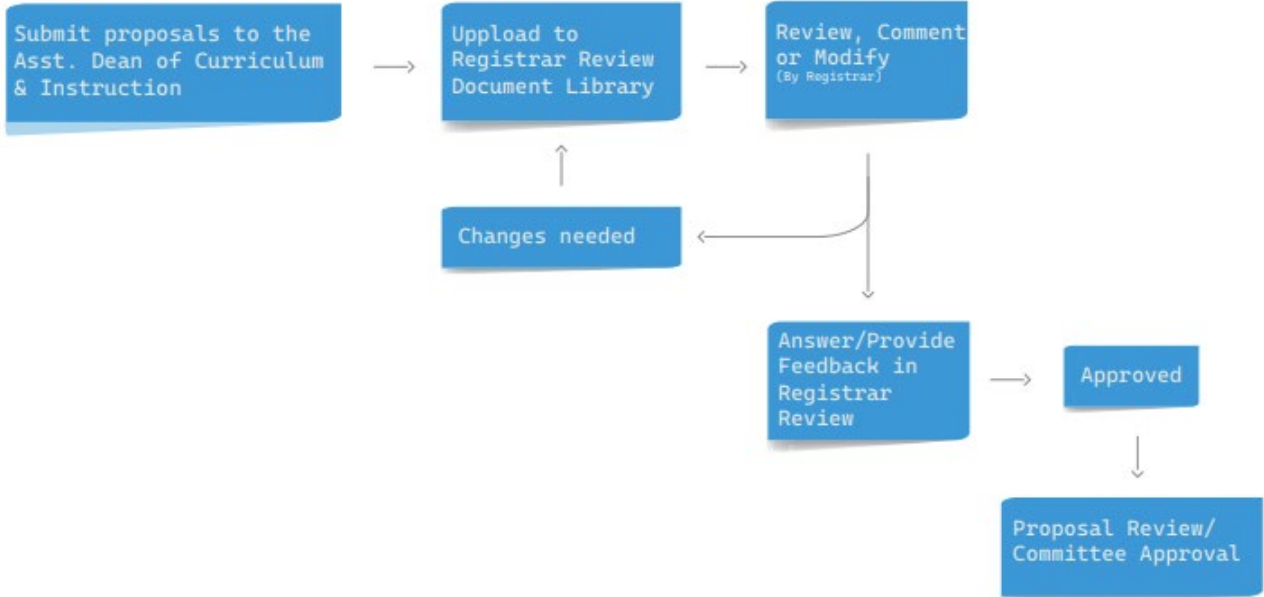 Submit proposals to the
Asst. Dean of Curriculum
& Instruction
Uppload to
Registrar Review
Document Library
Review, Comment
or Modify
(By Registrar)
Changes needed
Answer/Provide
Feedback in
Registrar
Review
Approved
Proposal Review/
Committee Approval